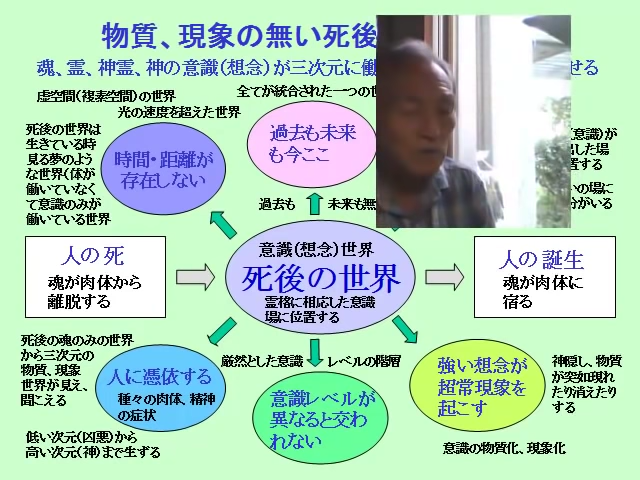 物質、現象の無い死後
魂、霊、神霊、神の意識(想念)が三次元に働
せる
虚空間(複素空間)の世界
光の速度を超えた世界
全てが統合された一つの世
死後の世界は
生きている時
見る夢のよう
な世界(体が
働いていなく
て意識のみが
働いている世界
時間・距離が
存在しない
過去も未来
も今ここ
意識)が
した場
置する
いの場に
分がいる
過去も 未来も無
人の死
魂が肉体から
離脱する
意識(想念)世界
死後の世界
霊格に相応した意識
場に位置する
人の誕生
魂が肉体に
宿る
死後の魂のみの世界
から三次元の
物質、現象
世界が見え、
聞こえる
人に憑依する
種々の肉体、精神
の症状
低い次元(凶悪)から
高い次元(神)まで生ずる
厳然とした意識 レベルの階層
意識レベルが
異なると交わ
れない
強い想念が
超常現象を
起こす
神隠し、物質
が突如現れ
たり消えたり
する
意識の物質化、現象化